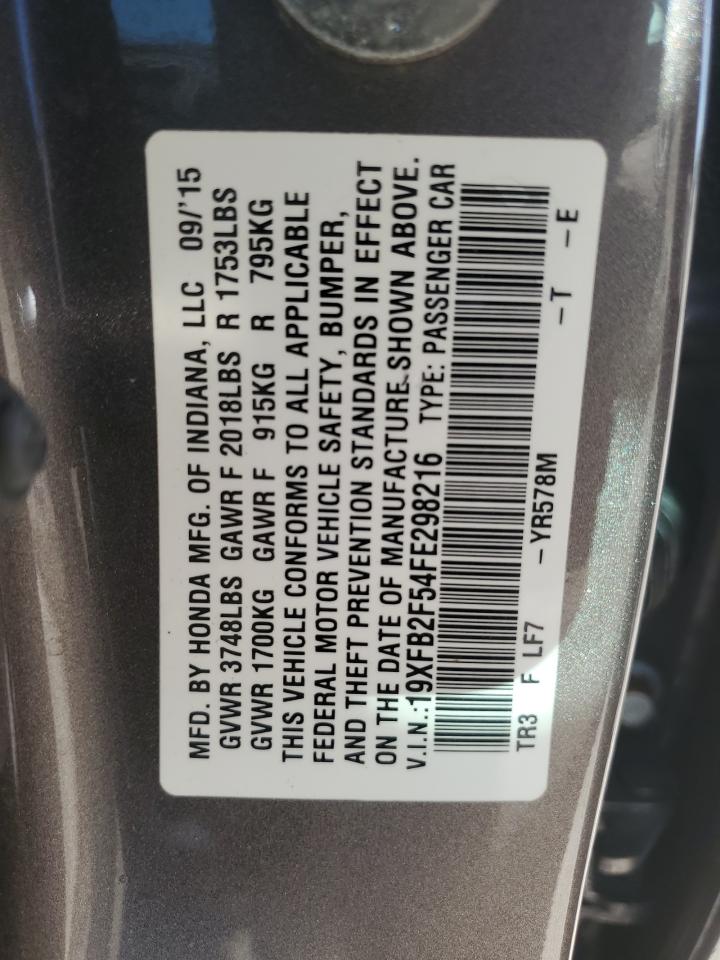 MFD. BY HONDA MFG. OF INDIANA, LLC 09/'15
GVWR 3748LBS GAWR F 2018LBS R 1753LBS
GVWR 1700KG GAWR F 915KG R 795KG
THIS VEHICLE CONFORMS TO ALL APPLICABLE
FEDERAL MOTOR VEHICLE SAFETY, BUMPER,
AND THEFT PREVENTION STANDARDS IN EFFECT
ON THE DATE OF MANUFACTURE SHOWN ABOVE.
V.I.N.:19XFB2F54FE298216 TYPE: PASSENGER CAR
TR3 F LF7 -YR578M -T -E